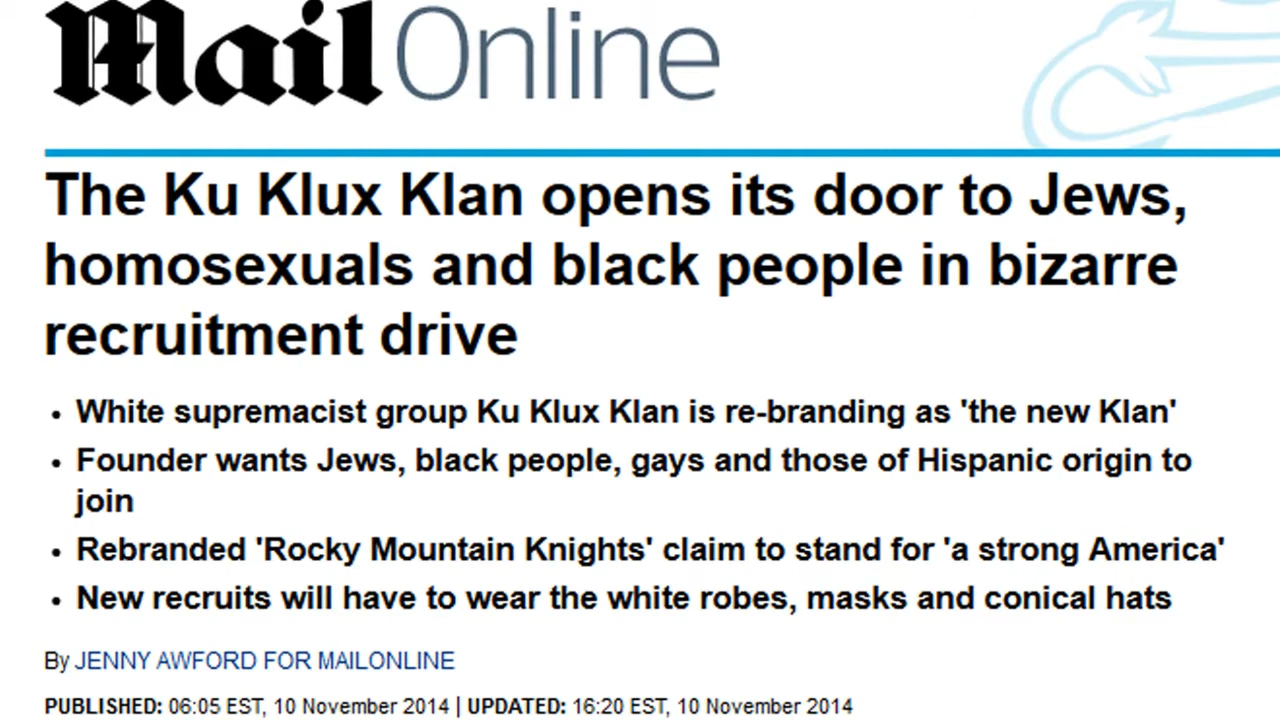 Mail Online
The Ku Klux Klan opens its door to Jews,
homosexuals and black people in bizarre
recruitment drive
• White supremacist group Ku Klux Klan is re-branding as 'the new Klan'
• Founder wants Jews, black people, gays and those of Hispanic origin to
join
• Rebranded 'Rocky Mountain Knights' claim to stand for 'a strong America'
• New recruits will have to wear the white robes, masks and conical hats
By JENNY AWFORD FOR MAILONLINE
PUBLISHED: 06:05 EST, 10 November 2014 | UPDATED: 16:20 EST, 10 November 2014